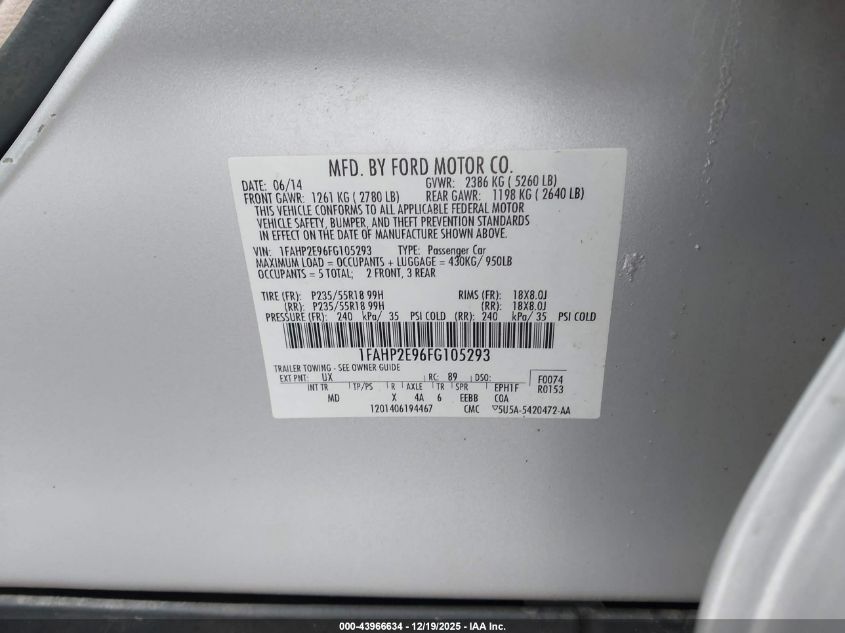 MFD. BY FORD MOTOR CO.
DATE: 06/14 GVWR: 2386 KG ( 5260 LB)
FRONT GAWR: 1261 KG ( 2780 LB) REAR GAWR: 1198 KG ( 2640 LB)
THIS VEHICLE CONFORMS TO ALL APPLICABLE FEDERAL MOTOR
VEHICLE SAFETY, BUMPER, AND THEFT PREVENTION STANDARDS
IN EFFECT ON THE DATE OF MANUFACTURE SHOWN ABOVE.
VIN: 1FAHP2E96FG105293 TYPE: Passenger Car
MAXIMUM LOAD = OCCUPANTS + LUGGAGE = 430KG/ 950LB
OCCUPANTS = 5 TOTAL; 2 FRONT, 3 REAR
TIRE (FR): P235/55R18 99H RIMS (FR): 18X8.0J
(RR): P235/55R18 99H (RR): 18X8.0J
PRESSURE (FR): 240 kPa/ 35 PSI COLD (RR): 240 kPa/ 35 PSI COLD
1FAHP2E96FG105293
TRAILER TOWING - SEE OWNER GUIDE
EXT PNT: UX RC: 89 DSO: F0074
INT TR TP/PS R AXLE TR SPR EPH1F R0153
MD X 4A 6 EEBB COA
1201406194467 CMC 5U5A-5420472-AA
000-43966634 - 12/19/2025 - IAA Inc.